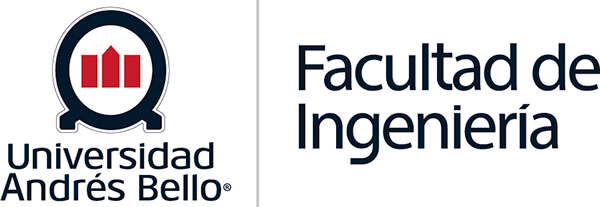 Universidad
Andrés Bello®
Facultad de
Ingeniería